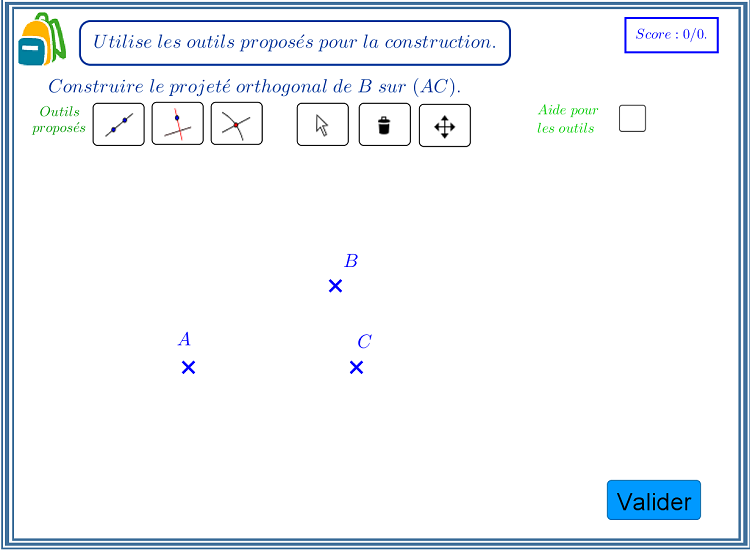 Utilise les outils proposés pour la construction.
Score : 0/0.
Construire le projeté orthogonal de B sur (AC).
Outils
proposés
Aide pour
les outils
B
A
C
Valider